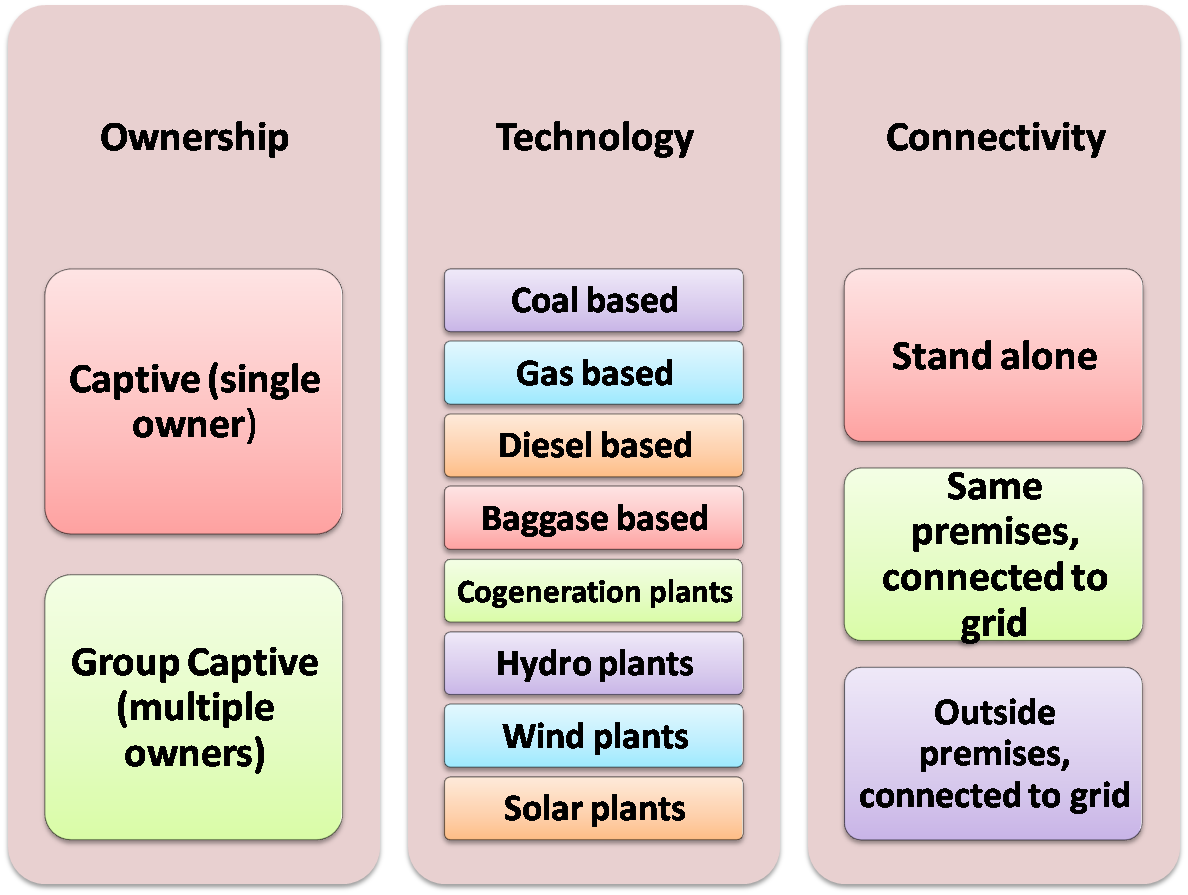 Ownership
Captive (single
owner)
Group Captive
(multiple
owners)
Technology
Coal based
Gas based
Diesel based
Baggase based
Cogeneration plants
Hydro plants
Wind plants
Solar plants
Connectivity
Stand alone
Same
premises,
connected to
grid
Outside
premises,
connected to grid